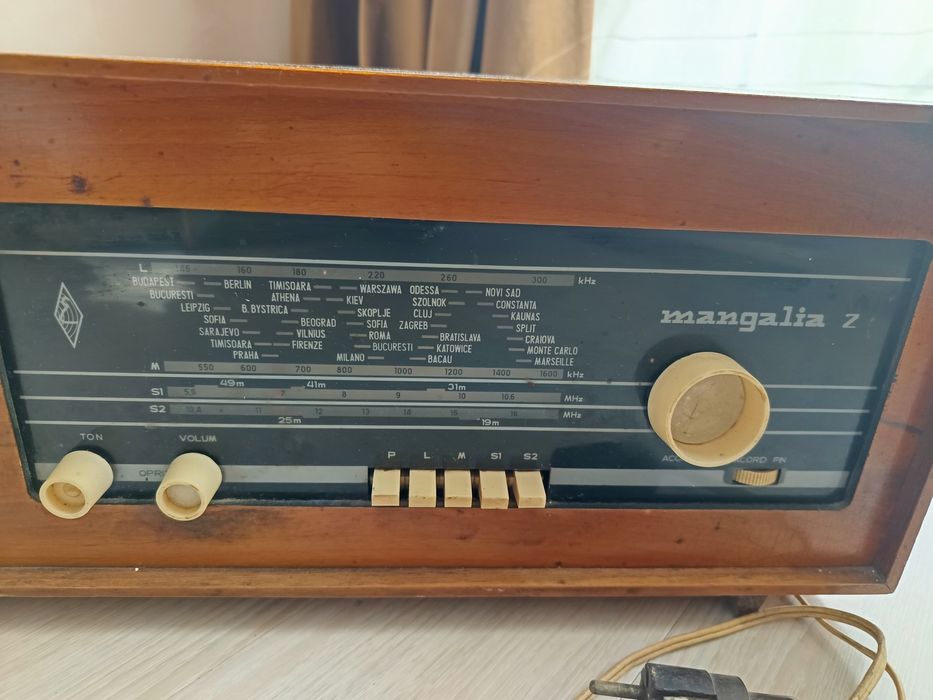 L 145 160 180 220 260 300 kHz
BUDAPEST BERLIN TIMISOARA WARSZAWA ODESSA NOVI SAD
BUCURESTI ATHENA KIEV SZOLNOK CONSTANTA
LEIPZIG B. BYSTRICA SKOPLJE CLUJ KAUNAS
SOFIA BEOGRAD SOFIA ZAGREB SPLIT
SARAJEVO VILNIUS ROMA BRATISLAVA CRAIOVA
TIMISOARA FIRENZE BUCURESTI KATOWICE MONTE CARLO
PRAHA MILANO BACAU MARSEILLE
mangalia Z
M 550 600 700 800 1000 1200 1400 1600 kHz
49m 41m 31m
S1 5,9 7 8 9 10 10.6 MHz
S2 11 12 13 14 15 16 MHz
25m 19m
TON VOLUM
P L M S1 S2